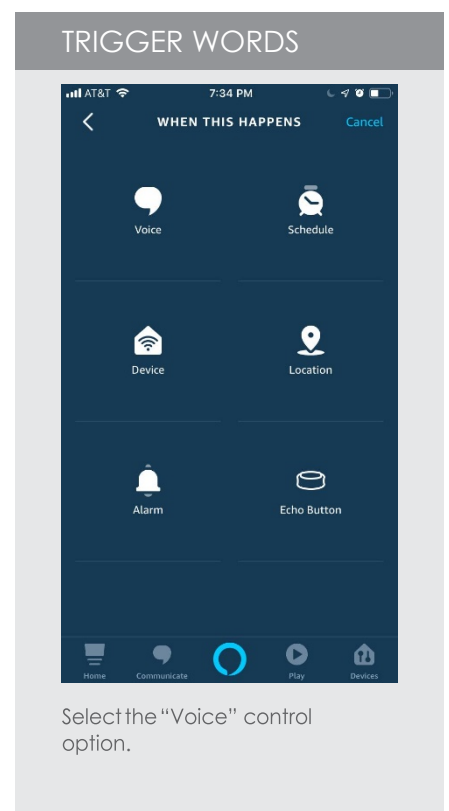 TRIGGER WORDS
AT&T 7:34 PM
WHEN THIS HAPPENS Cancel
Voice Schedule
Device Location
Alarm Echo Button
Home Communicate Play Devices
Select the “Voice” control
option.